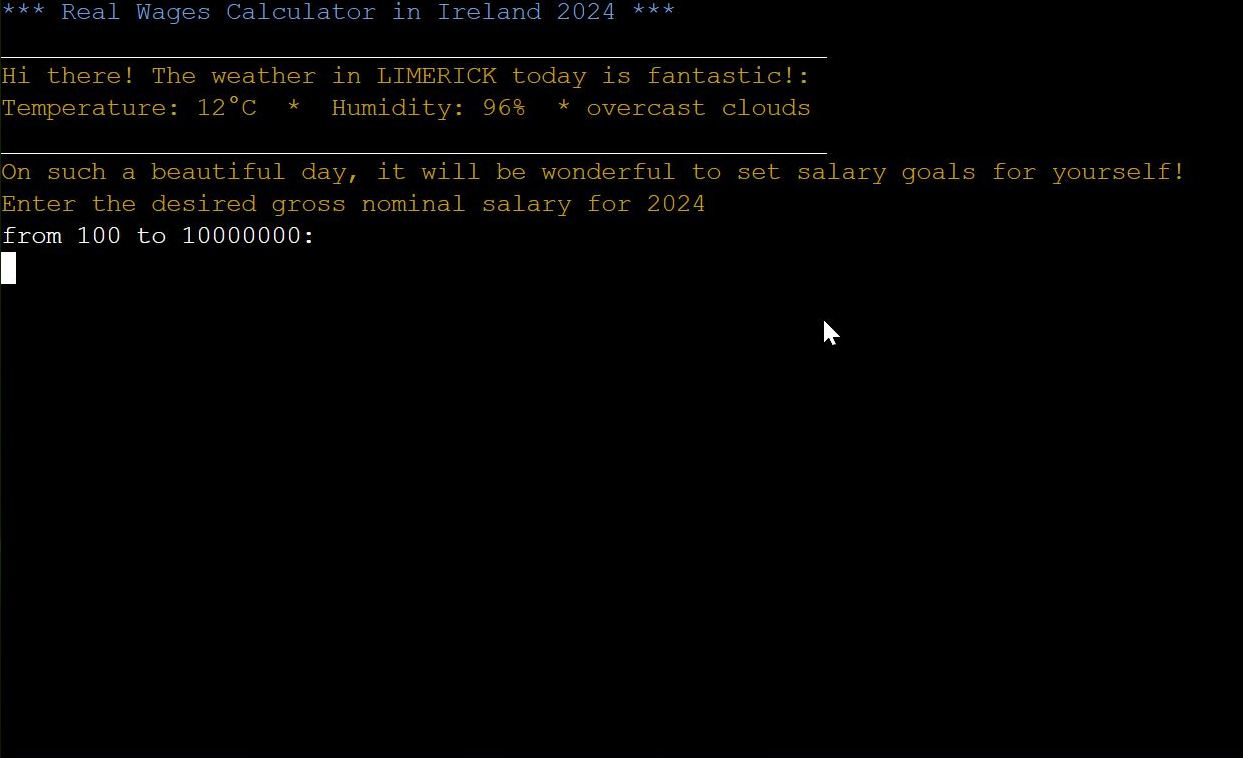 *** Real Wages Calculator in Ireland 2024 ***
Hi there! The weather in LIMERICK today is fantastic!:
Temperature: 12°C  *  Humidity: 96%  * overcast clouds
On such a beautiful day, it will be wonderful to set salary goals for yourself!
Enter the desired gross nominal salary for 2024
from 100 to 10000000: